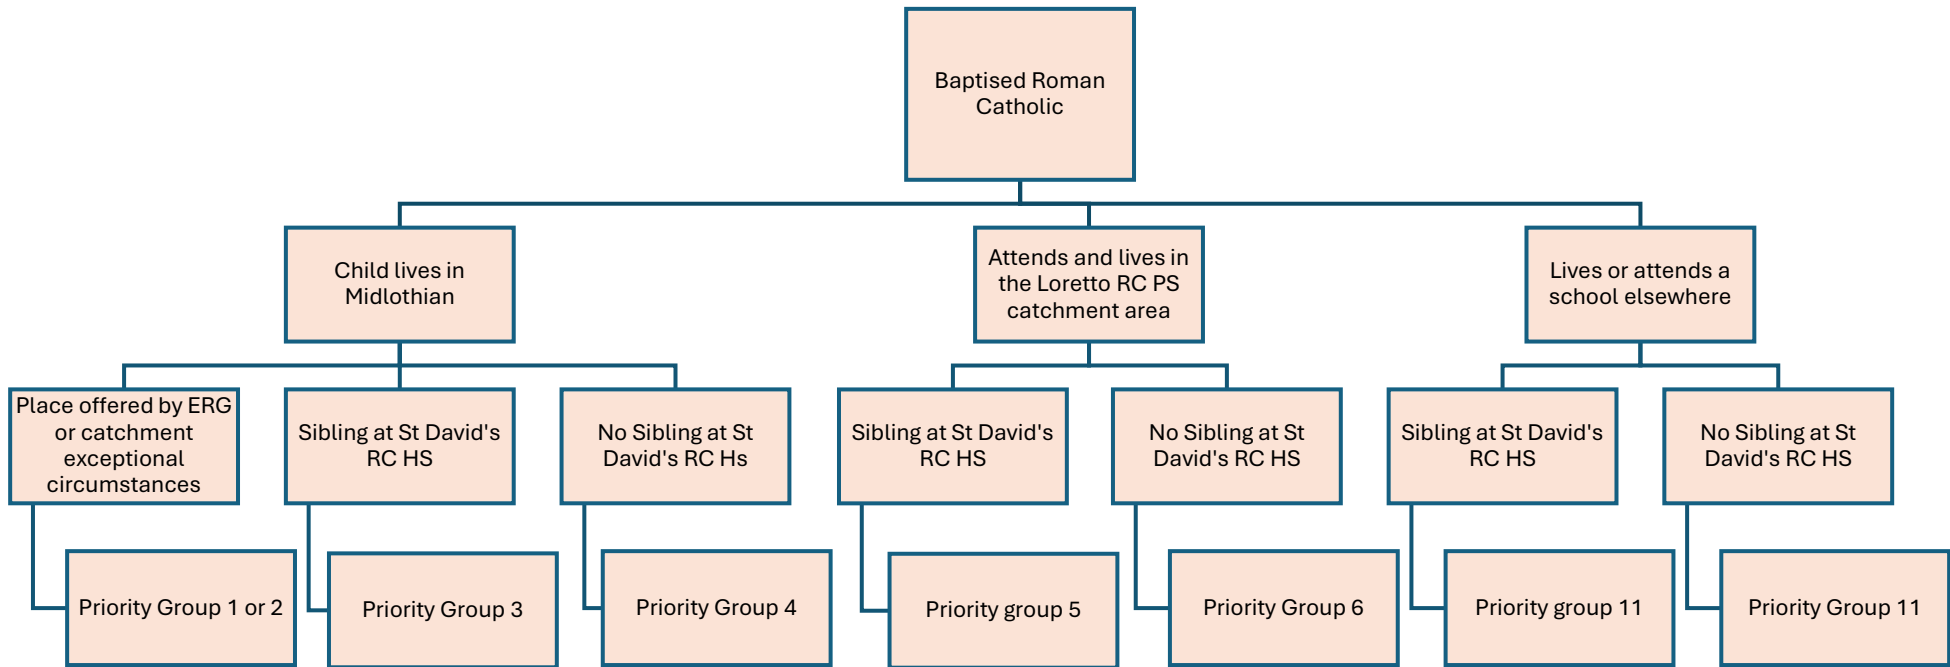 Baptised Roman
Catholic
Child lives in
Midlothian
Attends and lives in
the Loretto RC PS
catchment area
Lives or attends a
school elsewhere
Place offered by ERG
or catchment
exceptional
circumstances
Sibling at St David's
RC HS
No Sibling at St
David's RC Hs
Sibling at St David's
RC HS
No Sibling at St
David's RC HS
Sibling at St David's
RC HS
No Sibling at St
David's RC HS
Priority Group 1 or 2
Priority Group 3
Priority Group 4
Priority group 5
Priority Group 6
Priority group 11
Priority Group 11